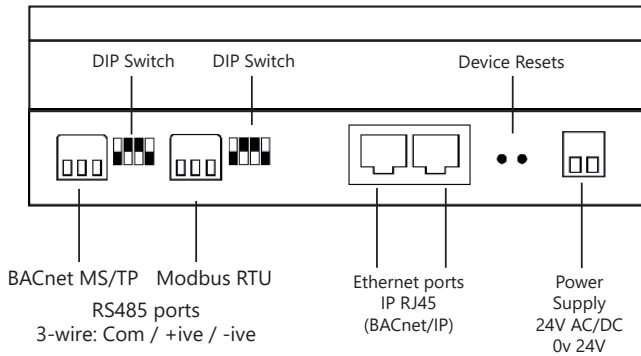 DIP Switch
DIP Switch
Device Resets
BACnet MS/TP
Modbus RTU
RS485 ports
3-wire: Com / +ive / -ive
Ethernet ports
IP RJ45
(BACnet/IP)
Power
Supply
24V AC/DC
0v 24V